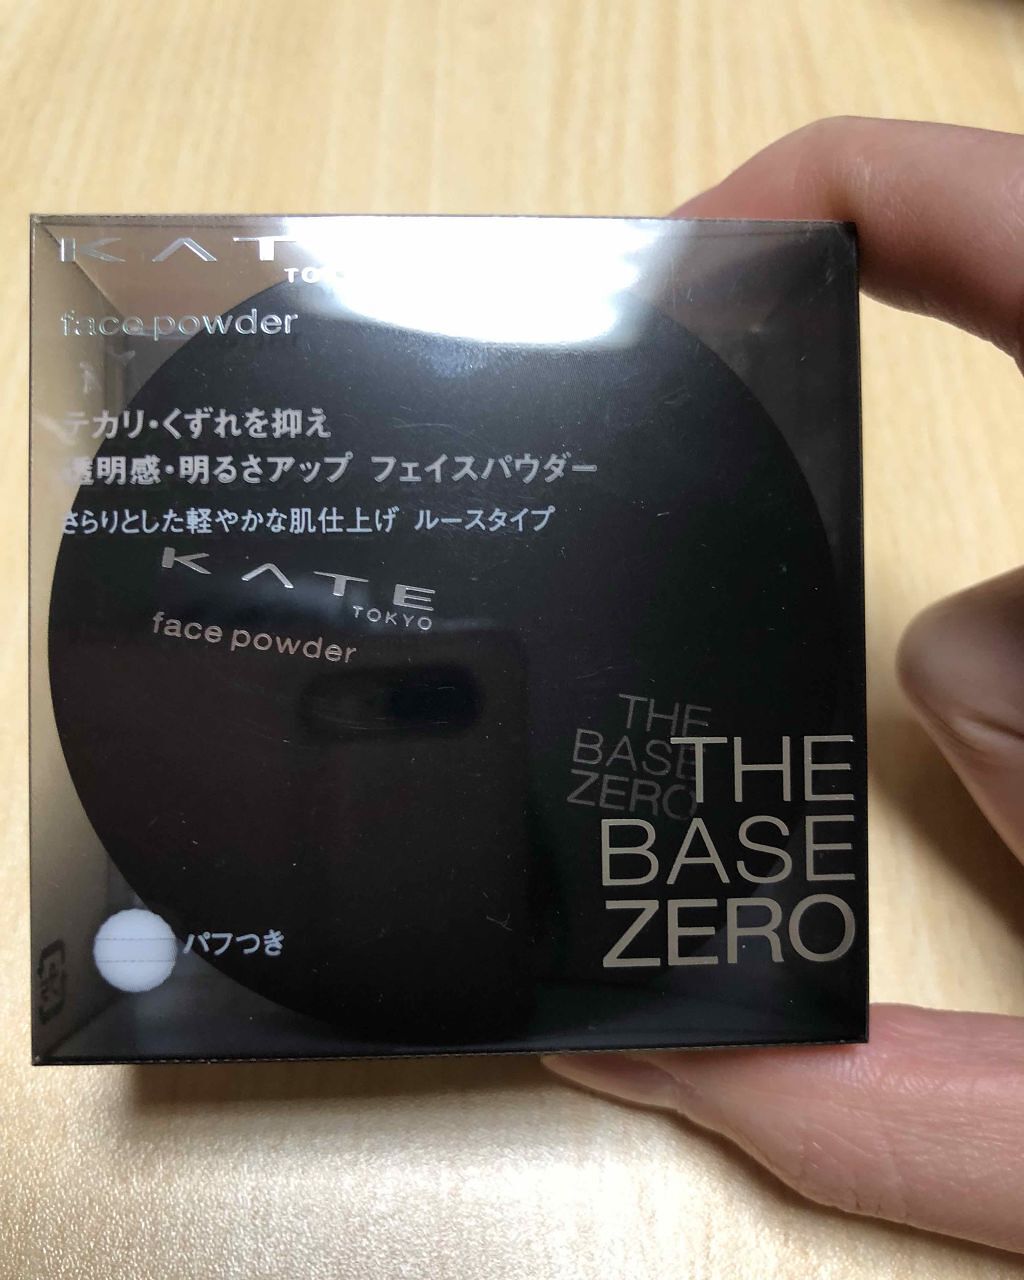 KAT
face powder
テカリ・くずれを抑え
透明感・明るさアップ フェイスパウダー
さらりとした軽やかな肌仕上げ ルースタイプ
KATE
TOKYO
face powder
THE
BASE
ZERO
THE
BASE
ZERO
パフつき